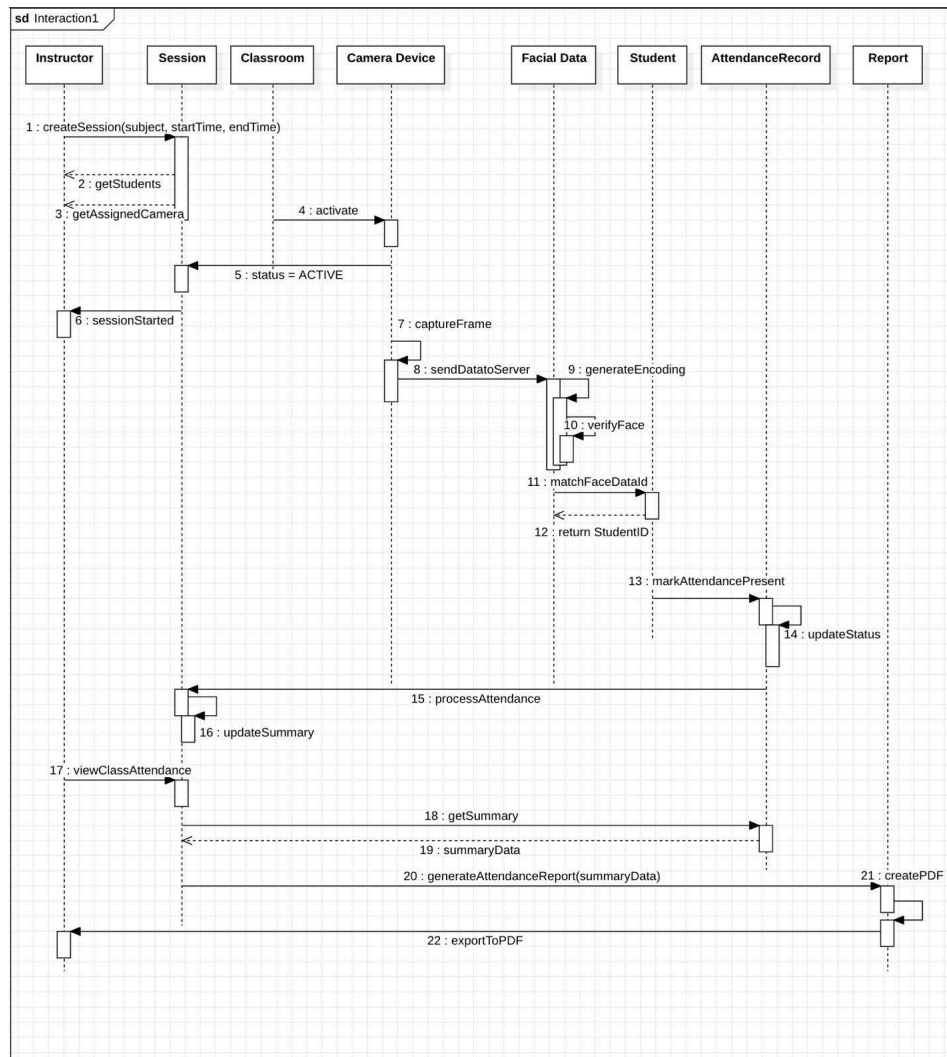 sd Interaction1
Instructor
Session
Classroom
Camera Device
Facial Data
Student
AttendanceRecord
Report
1 : createSession(subject, startTime, endTime)
2 : getStudents
3 : getAssignedCamera
4 : activate
5 : status = ACTIVE
6 : sessionStarted
7 : captureFrame
8 : sendDatatoServer
9 : generateEncoding
10 : verifyFace
11 : matchFaceDataId
12 : return StudentID
13 : markAttendancePresent
14 : updateStatus
15 : processAttendance
16 : updateSummary
17 : viewClassAttendance
18 : getSummary
19 : summaryData
20 : generateAttendanceReport(summaryData)
21 : createPDF
22 : exportToPDF